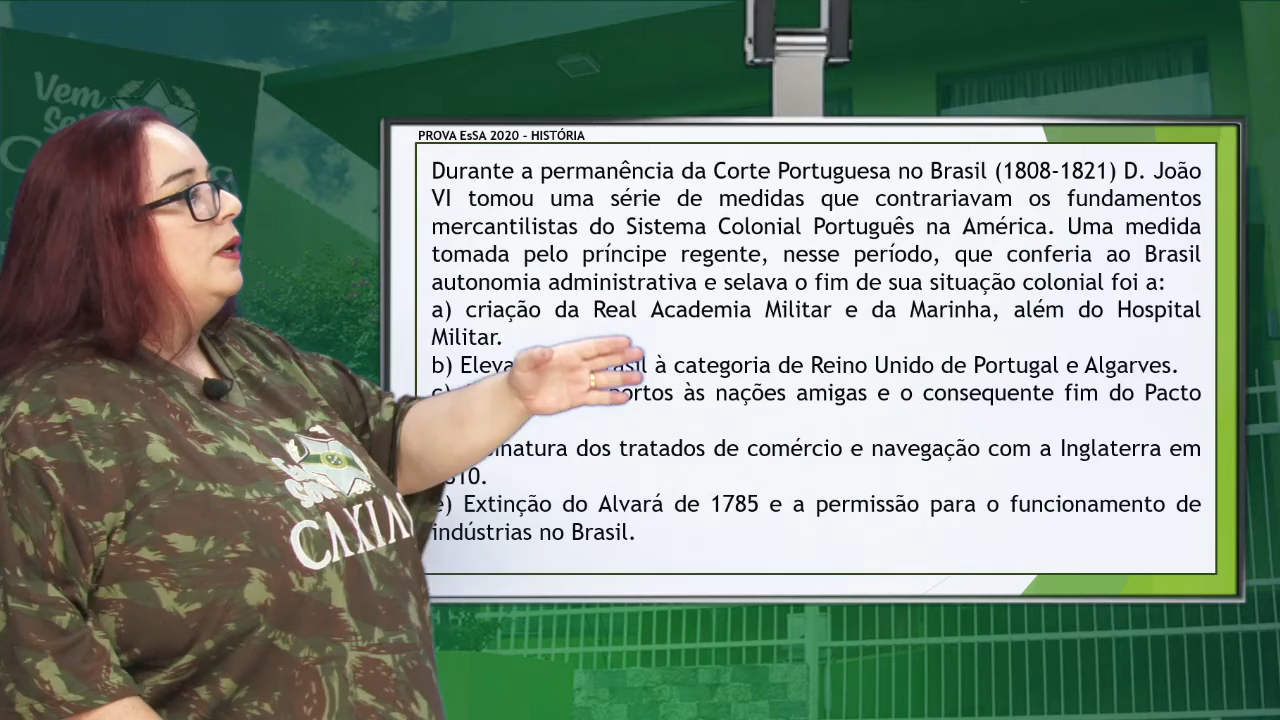 Vem
Ser
PROVA EsSA 2020 - HISTÓRIA
Durante a permanência da Corte Portuguesa no Brasil (1808-1821) D. João
VI tomou uma série de medidas que contrariavam os fundamentos
mercantilistas do Sistema Colonial Português na América. Uma medida
tomada pelo príncipe regente, nesse período, que conferia ao Brasil
autonomia administrativa e selava o fim de sua situação colonial foi a:
a) criação da Real Academia Militar e da Marinha, além do Hospital
Militar.
b) à categoria de Reino Unido de Portugal e Algarves.
às nações amigas e o consequente fim do Pacto
dos tratados de comércio e navegação com a Inglaterra em
e) Extinção do Alvará de 1785 e a permissão para o funcionamento de
indústrias no Brasil.
CAXIAS